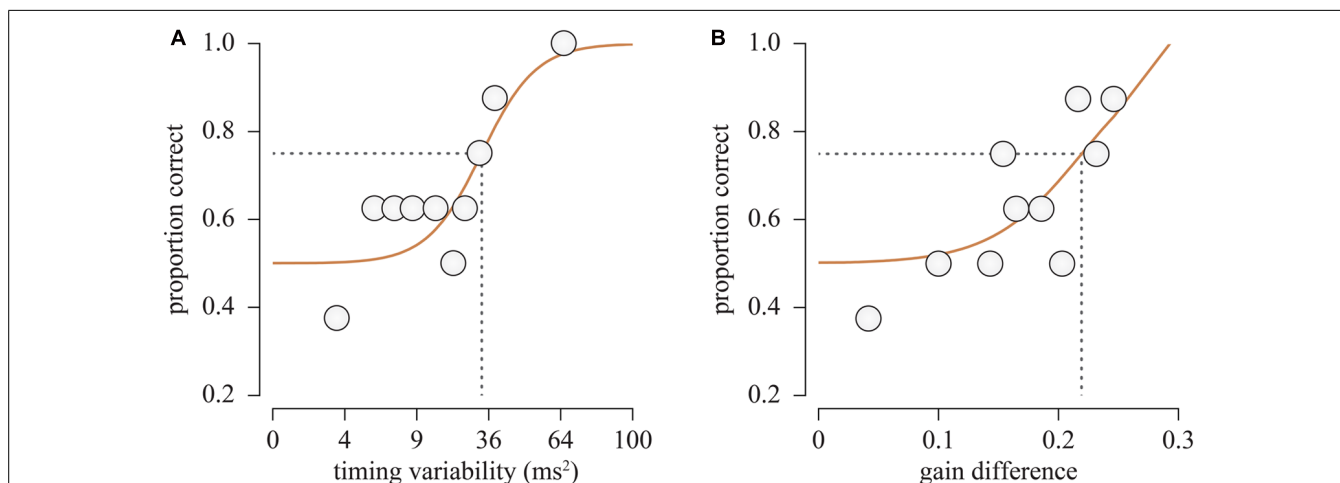 A
1.0
0.8
0.6
0.4
0.2
proportion correct
0 4 9 36 64 100
timing variability (ms²)
B
1.0
0.8
0.6
0.4
0.2
proportion correct
0 0.1 0.2 0.3
gain difference